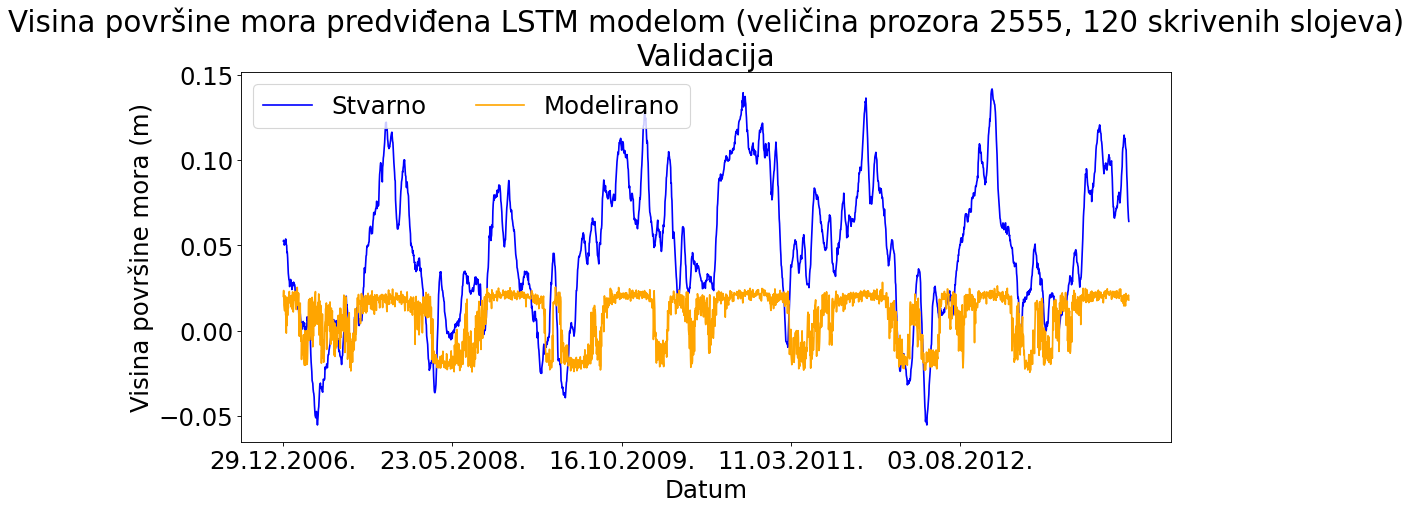 Visina površine mora predviđena LSTM modelom (veličina prozora 2555, 120 skrivenih slojeva)
Validacija
Stvarno Modelirano
Visina površine mora (m)
0.15
0.10
0.05
0.00
−0.05
29.12.2006. 23.05.2008. 16.10.2009. 11.03.2011. 03.08.2012.
Datum